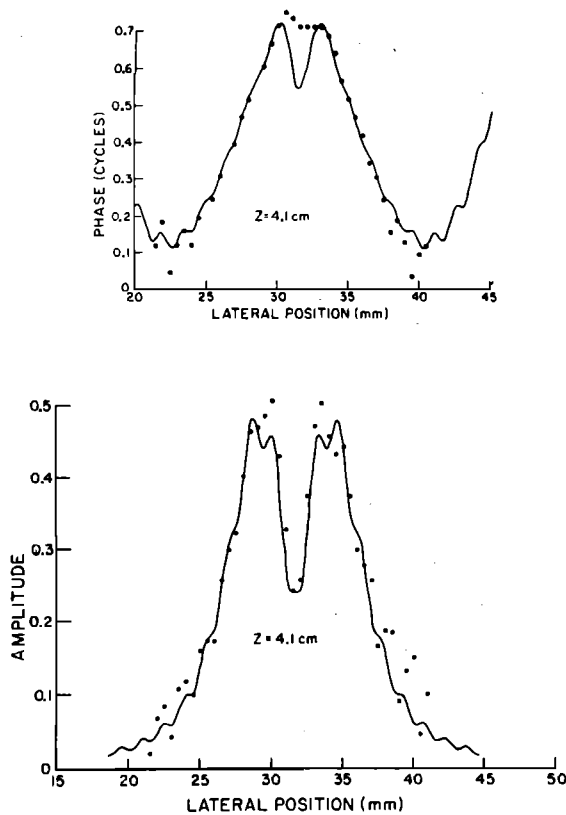 0.7
0.6
0.5
0.4
0.3
0.2
0.1
0
PHASE (CYCLES)
Z=4.1 cm
20 25 30 35 40 45
LATERAL POSITION (mm)
0.5
0.4
0.3
0.2
0.1
0
AMPLITUDE
Z=4.1 cm
15 20 25 30 35 40 45 50
LATERAL POSITION (mm)